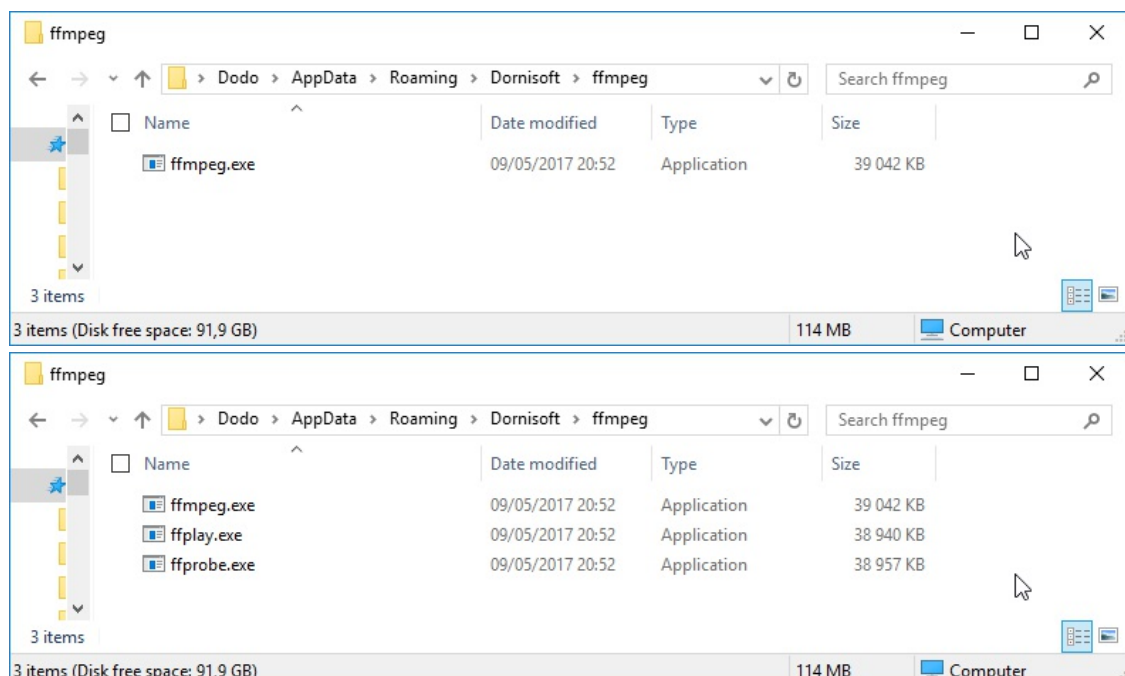 ffmpeg
Dodo AppData Roaming Dornisoft ffmpeg Search ffmpeg
Name Date modified Type Size
ffmpeg.exe 09/05/2017 20:52 Application 39 042 KB
3 items
3 items (Disk free space: 91,9 GB) 114 MB Computer
ffmpeg
Dodo AppData Roaming Dornisoft ffmpeg Search ffmpeg
Name Date modified Type Size
ffmpeg.exe 09/05/2017 20:52 Application 39 042 KB
ffplay.exe 09/05/2017 20:52 Application 38 940 KB
ffprobe.exe 09/05/2017 20:52 Application 38 957 KB
3 items
3 items (Disk free space: 91,9 GB) 114 MB Computer